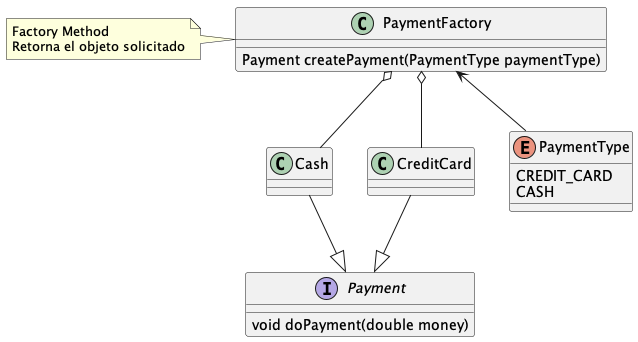 Factory Method
Retorna el objeto solicitado
C PaymentFactory
Payment createPayment(PaymentType paymentType)
C Cash
C CreditCard
E PaymentType
CREDIT_CARD
CASH
I Payment
void doPayment(double money)